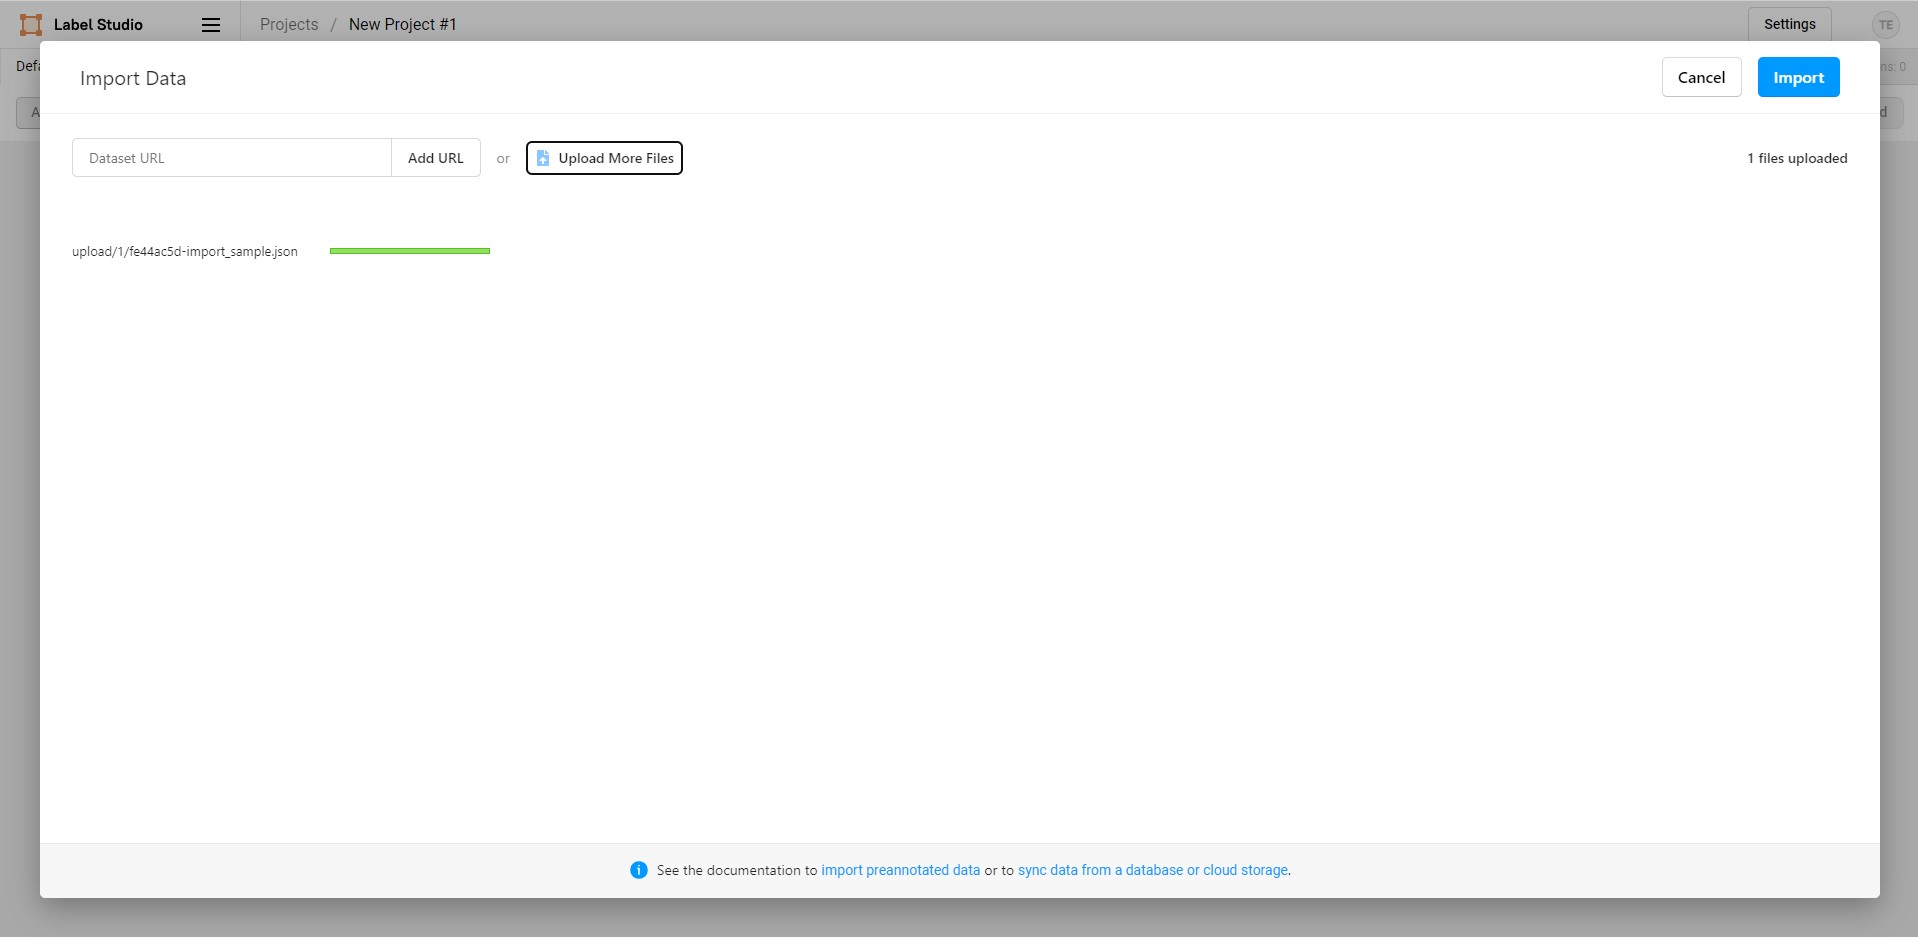 Label Studio
Projects / New Project #1
Settings
TE
Defa
ns: 0
Import Data
Cancel
Import
A
d
Dataset URL
Add URL
or
Upload More Files
1 files uploaded
upload/1/fe44ac5d-import_sample.json
See the documentation to import preannotated data or to sync data from a database or cloud storage.